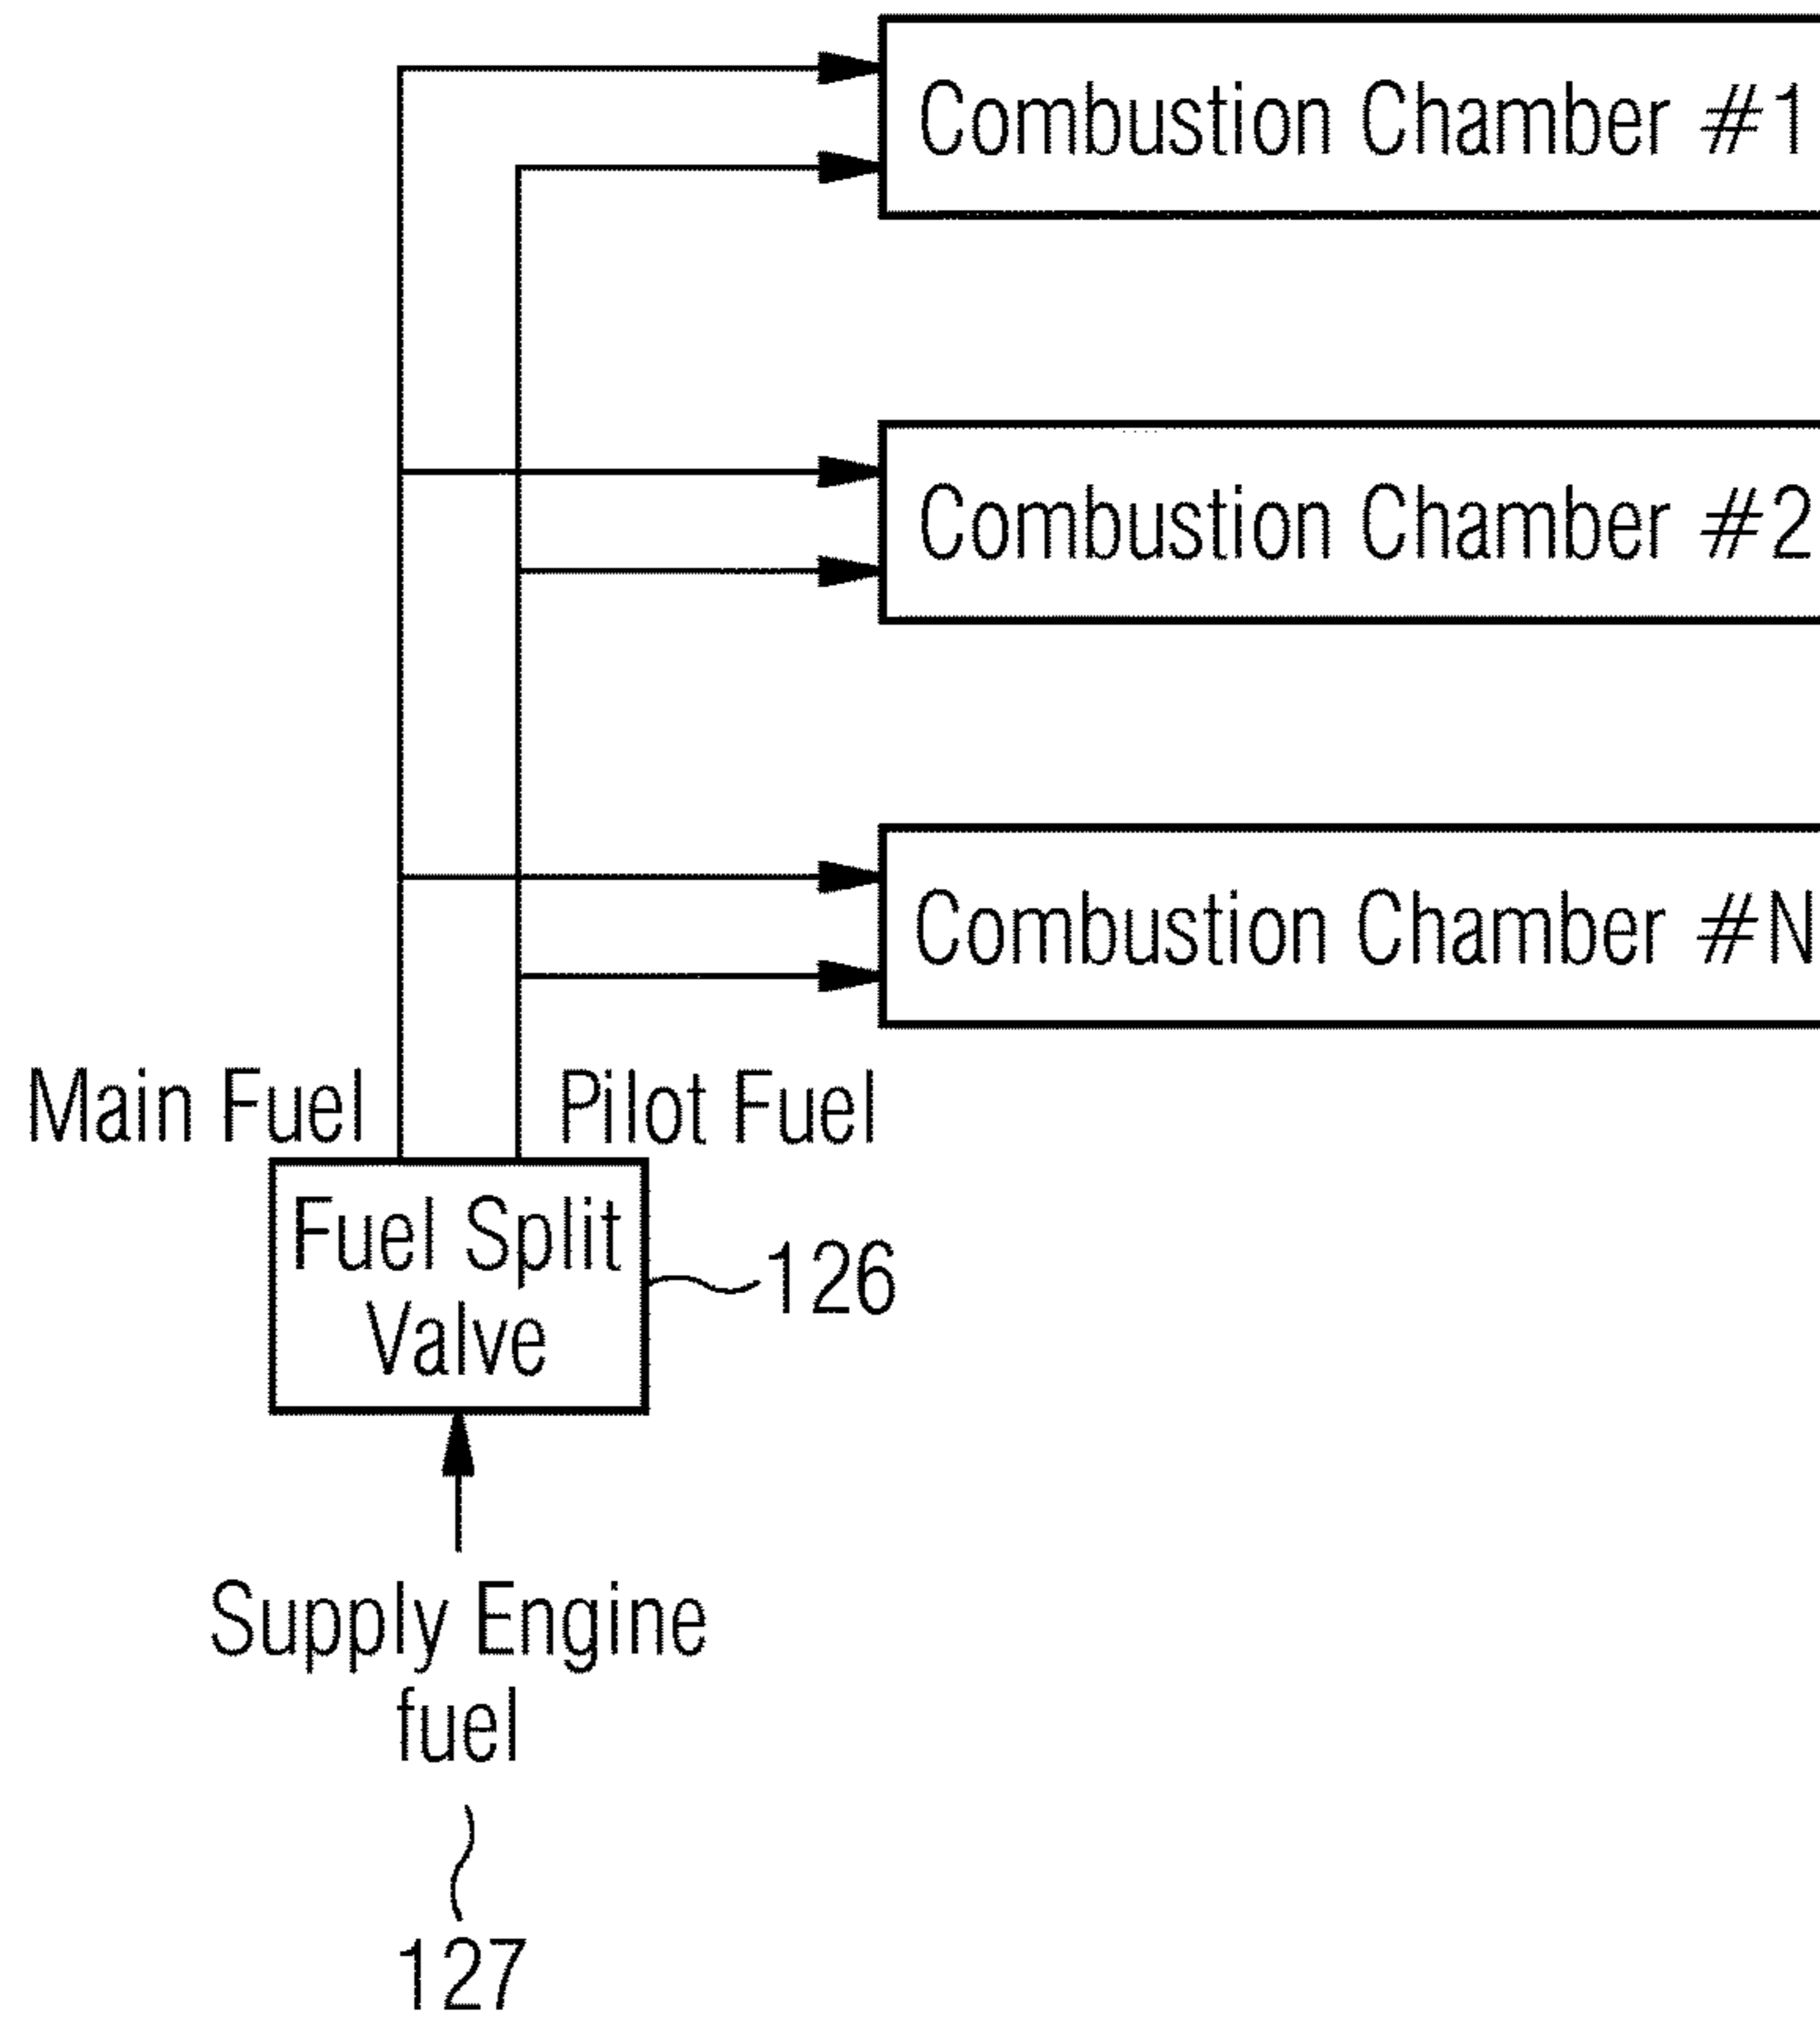 Combustion Chamber #1
Combustion Chamber #2
Combustion Chamber #N
Main Fuel
Pilot Fuel
Fuel Split
Valve
126
Supply Engine
fuel
127